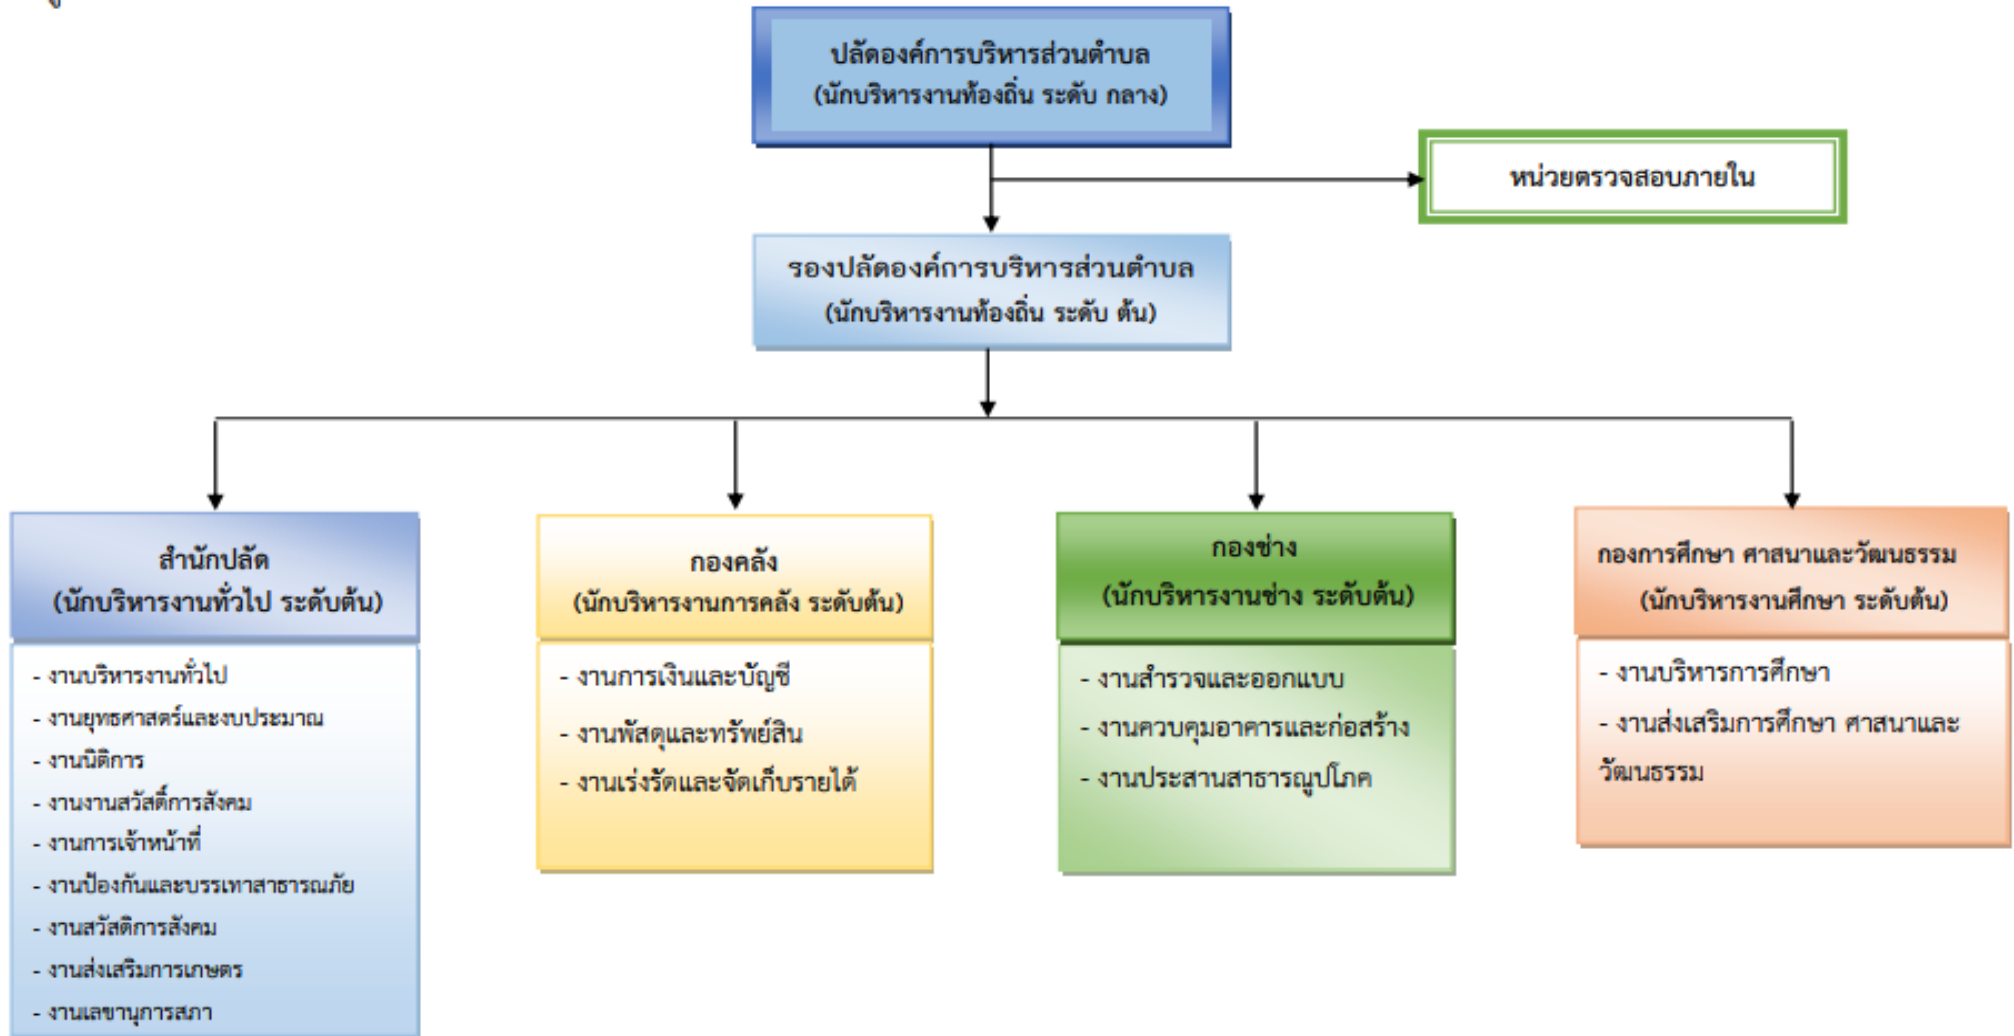 ปลัดองค์การบริหารส่วนตำบล
(นักบริหารงานท้องถิ่น ระดับ กลาง)
หน่วยตรวจสอบภายใน
รองปลัดองค์การบริหารส่วนตำบล
(นักบริหารงานท้องถิ่น ระดับ ต้น)
สำนักปลัด
(นักบริหารงานทั่วไป ระดับต้น)
- งานบริหารงานทั่วไป
- งานยุทธศาสตร์และงบประมาณ
- งานนิติการ
- งานงานสวัสดิ์การสังคม
- งานการเจ้าหน้าที่
- งานป้องกันและบรรเทาสาธารณภัย
- งานสวัสดิการสังคม
- งานส่งเสริมการเกษตร
- งานเลขานุการสภา
กองคลัง
(นักบริหารงานการคลัง ระดับต้น)
- งานการเงินและบัญชี
- งานพัสดุและทรัพย์สิน
- งานเร่งรัดและจัดเก็บรายได้
กองช่าง
(นักบริหารงานช่าง ระดับต้น)
- งานสำรวจและออกแบบ
- งานควบคุมอาคารและก่อสร้าง
- งานประสานสาธารณูปโภค
กองการศึกษา ศาสนาและวัฒนธรรม
(นักบริหารงานศึกษา ระดับต้น)
- งานบริหารการศึกษา
- งานส่งเสริมการศึกษา ศาสนาและ
วัฒนธรรม